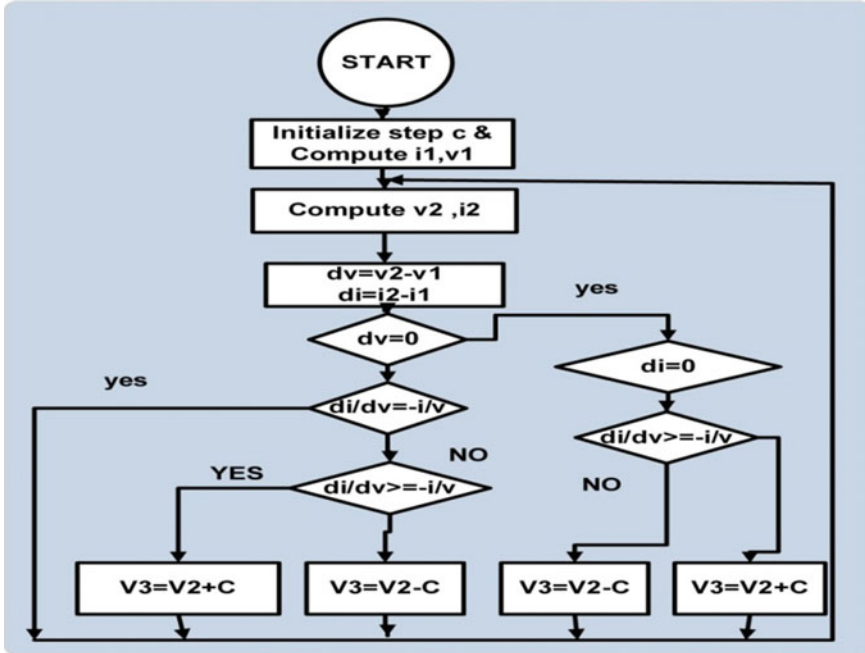 START
Initialize step c &
Compute i1,v1
Compute v2 ,i2
dv=v2-v1
di=i2-i1
yes
dv=0
di=0
yes
di/dv=-i/v
di/dv>=-i/v
NO
YES
di/dv>=-i/v
NO
V3=V2+C
V3=V2-C
V3=V2-C
V3=V2+C